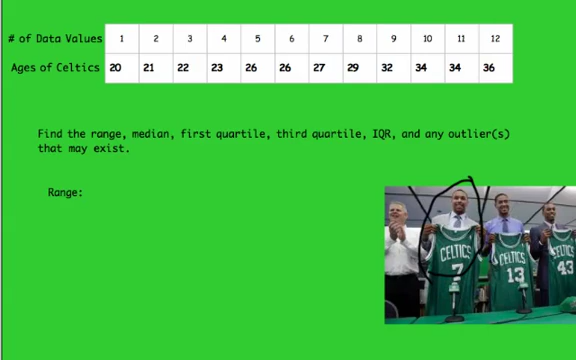 # of Data Values 1 2 3 4 5 6 7 8 9 10 11 12
Ages of Celtics 20 21 22 23 26 26 27 29 32 34 34 36
Find the range, median, first quartile, third quartile, IQR, and any outlier(s)
that may exist.
Range:
CELTICS CELTICS CELTICS
7 13 43